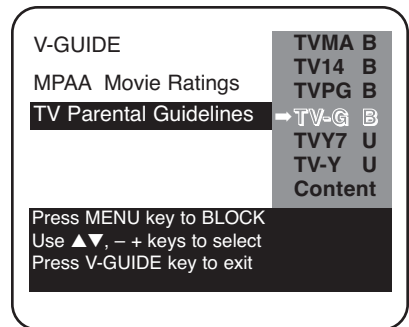 V-GUIDE
MPAA Movie Ratings
TV Parental Guidelines
TVMA B
TV14 B
TVPG B
➡TV-G B
TVY7 U
TV-Y U
Content
Press MENU key to BLOCK
Use ▲▼, – + keys to select
Press V-GUIDE key to exit